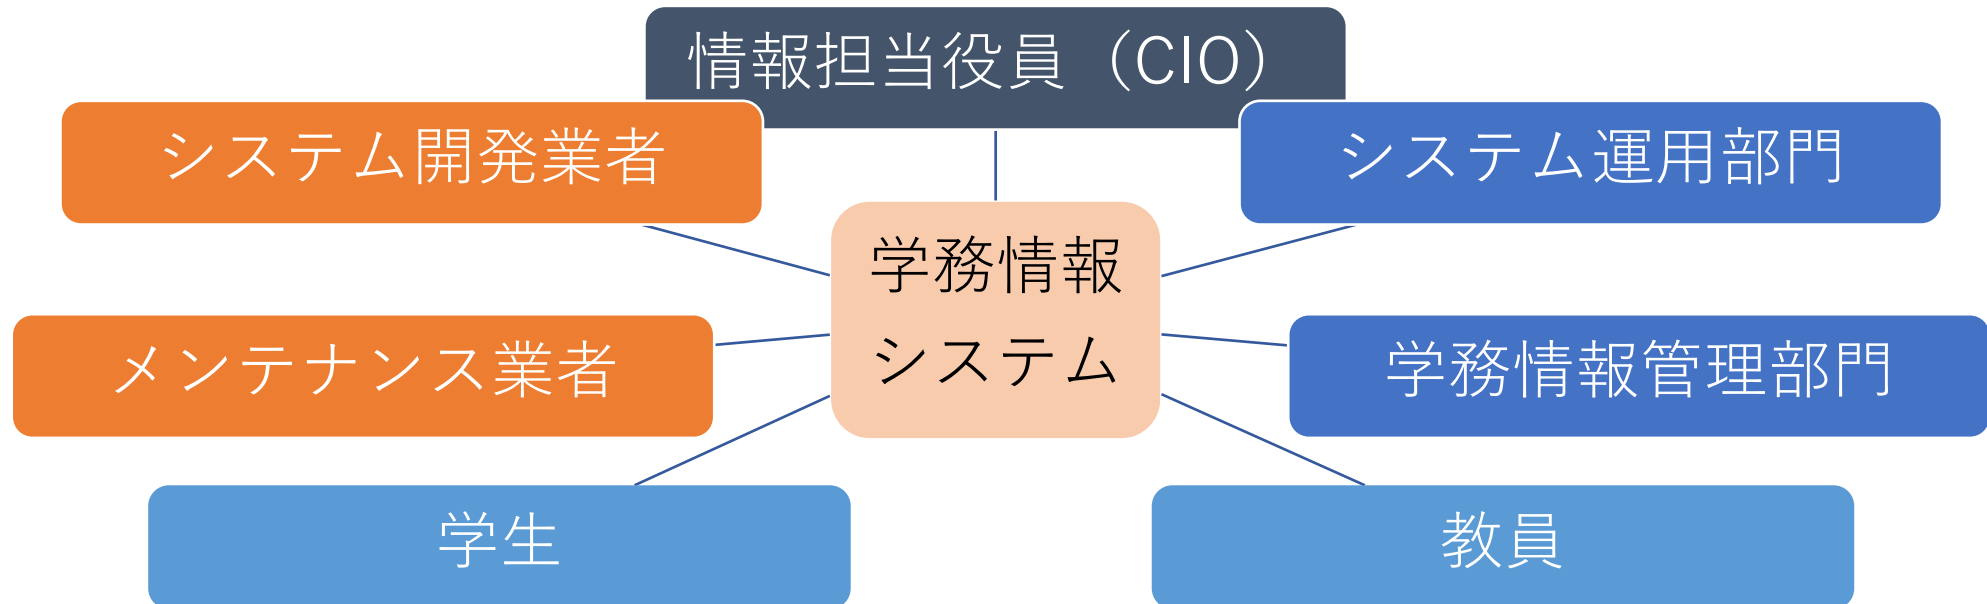 情報担当役員（CIO）
システム開発業者
システム運用部門
学務情報
システム
メンテナンス業者
学務情報管理部門
学生
教員